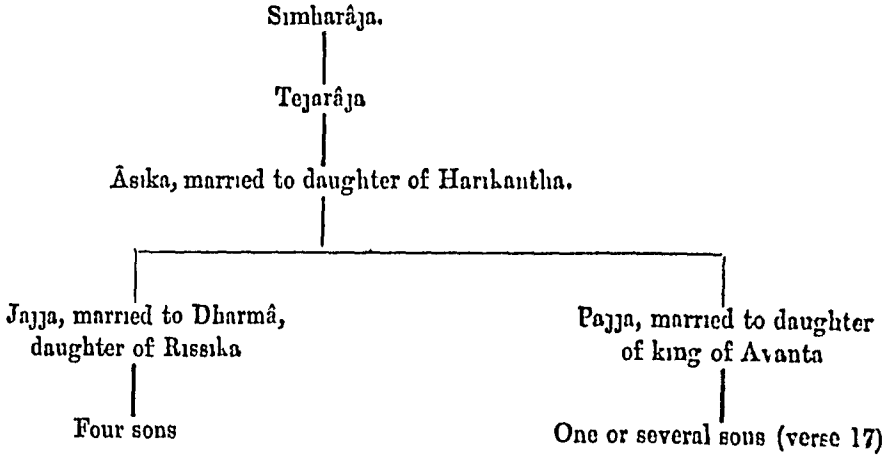 Simharâja.
Tejarâja
Âsika, married to daughter of Harikantha.
Jajja, married to Dharmâ,
daughter of Rissika
Pajja, married to daughter
of king of Avanta
Four sons
One or several sons (verse 17)